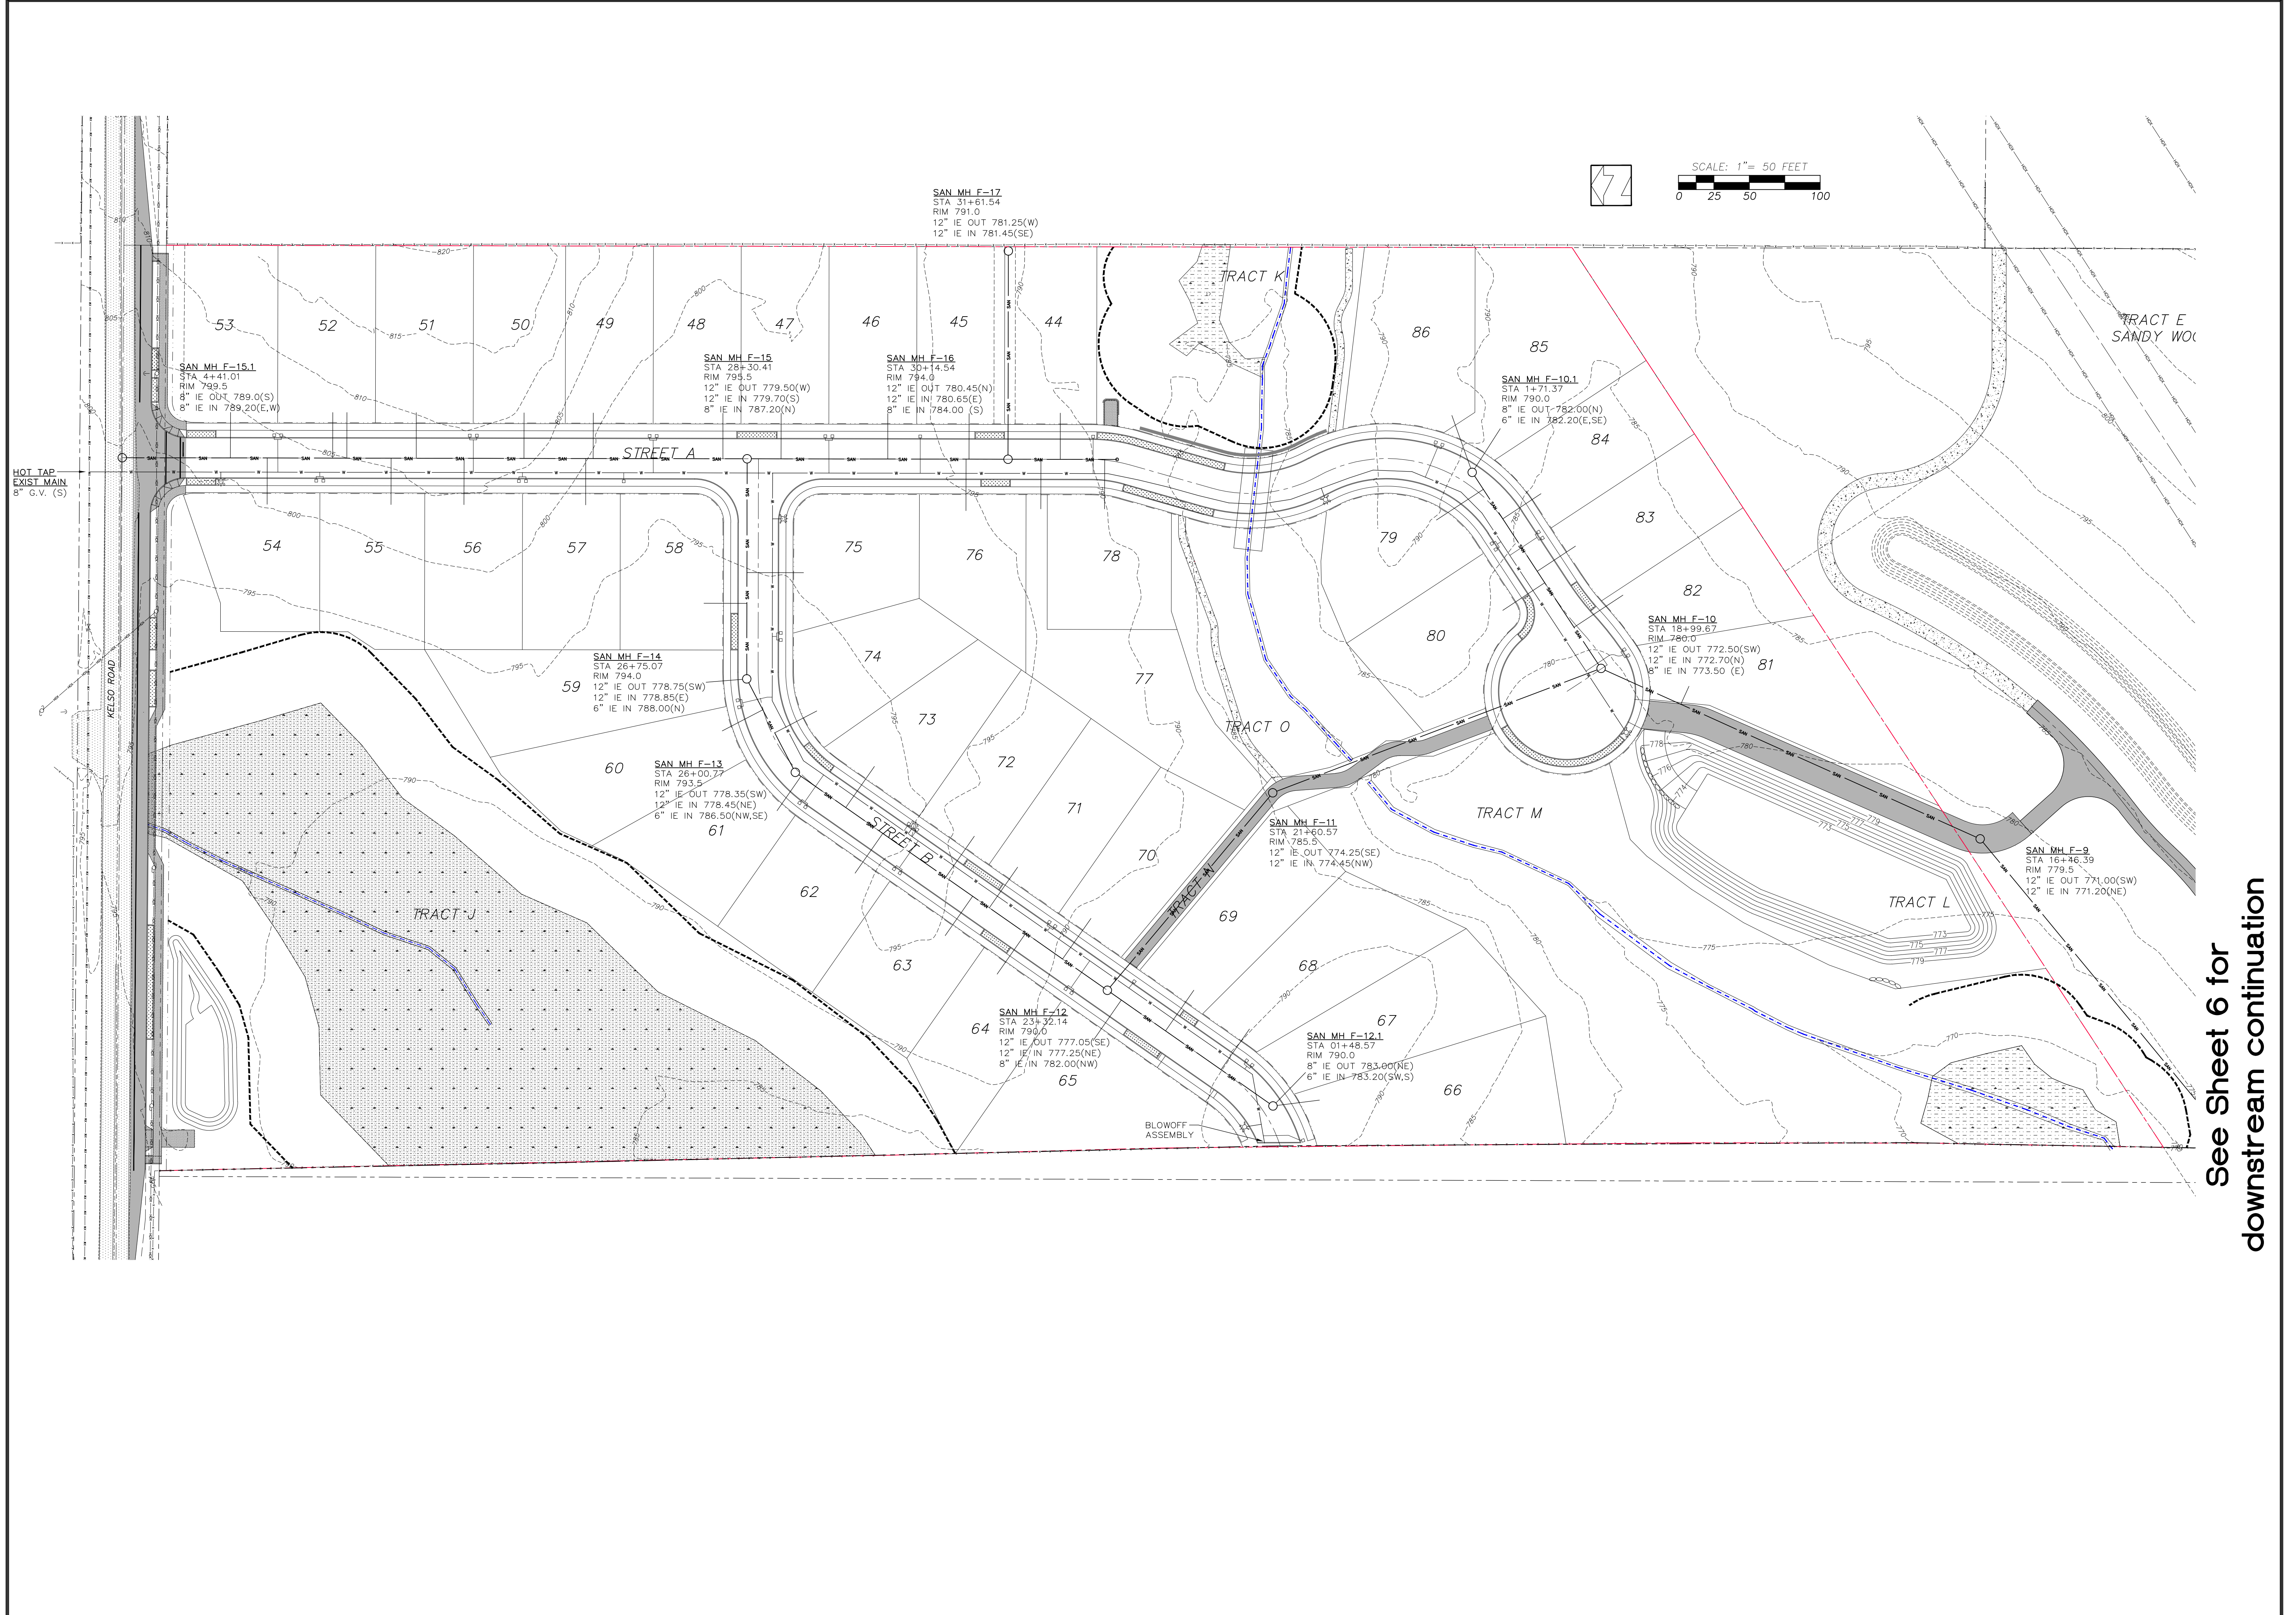 SAN MH F-17
STA 31+61.54
RIM 791.0
12" IE OUT 781.25(W)
12" IE IN 781.45(SE)
SCALE: 1"= 50 FEET
0 25 50 100
TRACT K
TRACT E
SANDY WOO
53
52
51
50
49
48
47
46
45
44
86
85
84
83
82
81
SAN MH F-15.1
STA 4+41.01
RIM 799.5
8" IE OUT 789.0(S)
8" IE IN 789.20(E,W)
SAN MH F-15
STA 28+30.41
RIM 795.5
12" IE OUT 779.50(W)
12" IE IN 779.70(S)
8" IE IN 787.20(N)
SAN MH F-16
STA 30+14.54
RIM 794.0
12" IE OUT 780.45(N)
12" IE IN 780.65(E)
8" IE IN 784.00 (S)
SAN MH F-10.1
STA 1+71.37
RIM 790.0
8" IE OUT 782.00(N)
6" IE IN 782.20(E,SE)
STREET A
HOT TAP
EXIST MAIN
8" G.V. (S)
54
55
56
57
58
75
76
78
79
80
SAN MH F-10
STA 18+99.67
RIM 780.0
12" IE OUT 772.50(SW)
12" IE IN 772.70(N)
8" IE IN 773.50 (E)
KELSO ROAD
59
SAN MH F-14
STA 26+75.07
RIM 794.0
12" IE OUT 778.75(SW)
12" IE IN 778.85(E)
6" IE IN 788.00(N)
74
73
72
77
71
70
TRACT O
60
61
SAN MH F-13
STA 26+00.77
RIM 793.5
12" IE OUT 778.35(SW)
12" IE IN 778.45(NE)
6" IE IN 786.50(NW,SE)
STREET B
TRACT N
TRACT M
SAN MH F-11
STA 21+60.57
RIM 785.5
12" IE OUT 774.25(SE)
12" IE IN 774.45(NW)
SAN MH F-9
STA 16+46.39
RIM 779.5
12" IE OUT 771.00(SW)
12" IE IN 771.20(NE)
TRACT J
TRACT L
62
63
64
65
69
68
67
66
SAN MH F-12
STA 23+32.14
RIM 790.0
12" IE OUT 777.05(SE)
12" IE IN 777.25(NE)
8" IE IN 782.00(NW)
SAN MH F-12.1
STA 01+48.57
RIM 790.0
8" IE OUT 783.00(NE)
6" IE IN 783.20(SW,S)
BLOWOFF
ASSEMBLY
See Sheet 6 for
downstream continuation